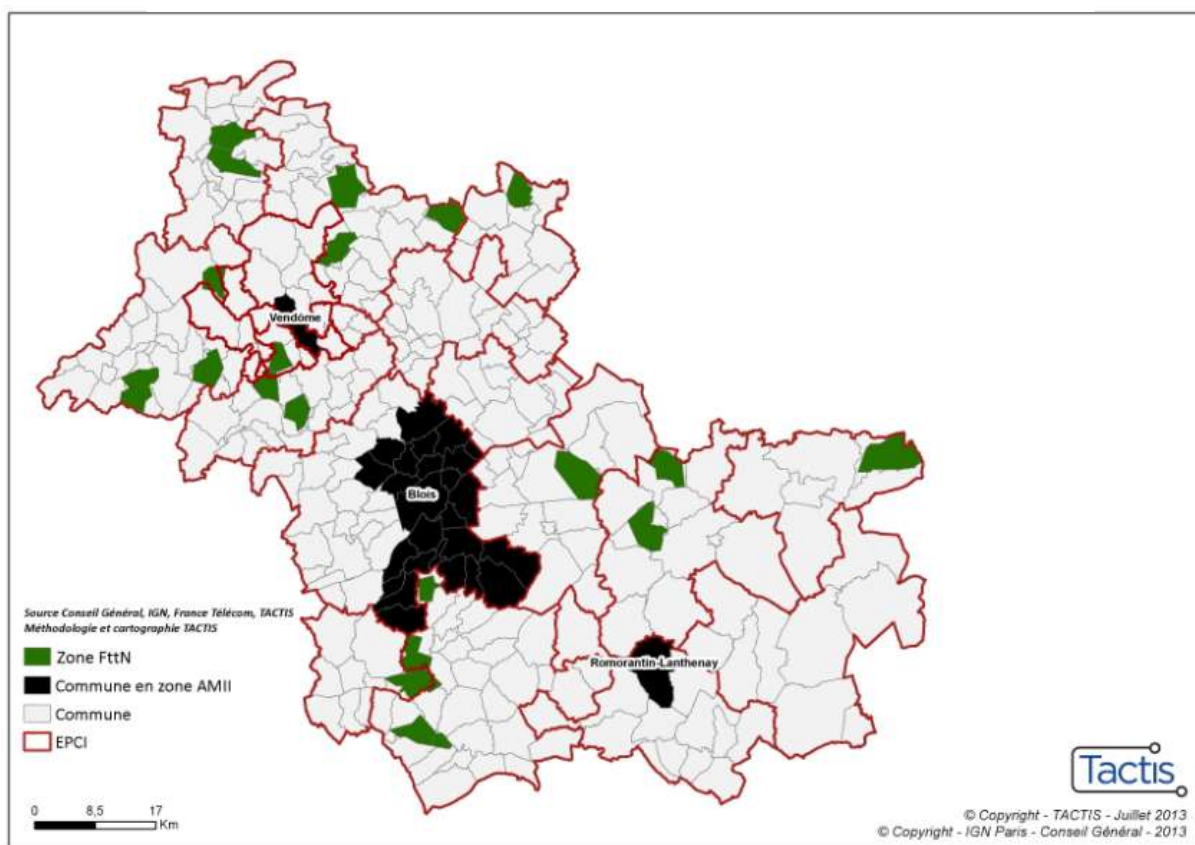 Vendôme
Blois
Romorantin-Lanthenay
Source Conseil Général, IGN, France Télécom, TACTIS
Méthodologie et cartographie TACTIS
Zone FttN
Commune en zone AMII
Commune
EPCI
0 8,5 17
Km
Tactis
© Copyright - TACTIS - Juillet 2013
© Copyright - IGN Paris - Conseil Général - 2013